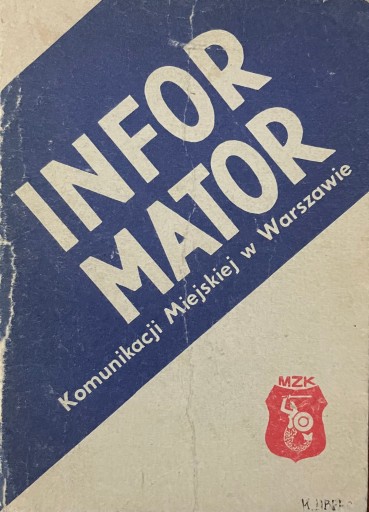 INFOR
MATOR
Komunikacji Miejskiej w Warszawie
MZK